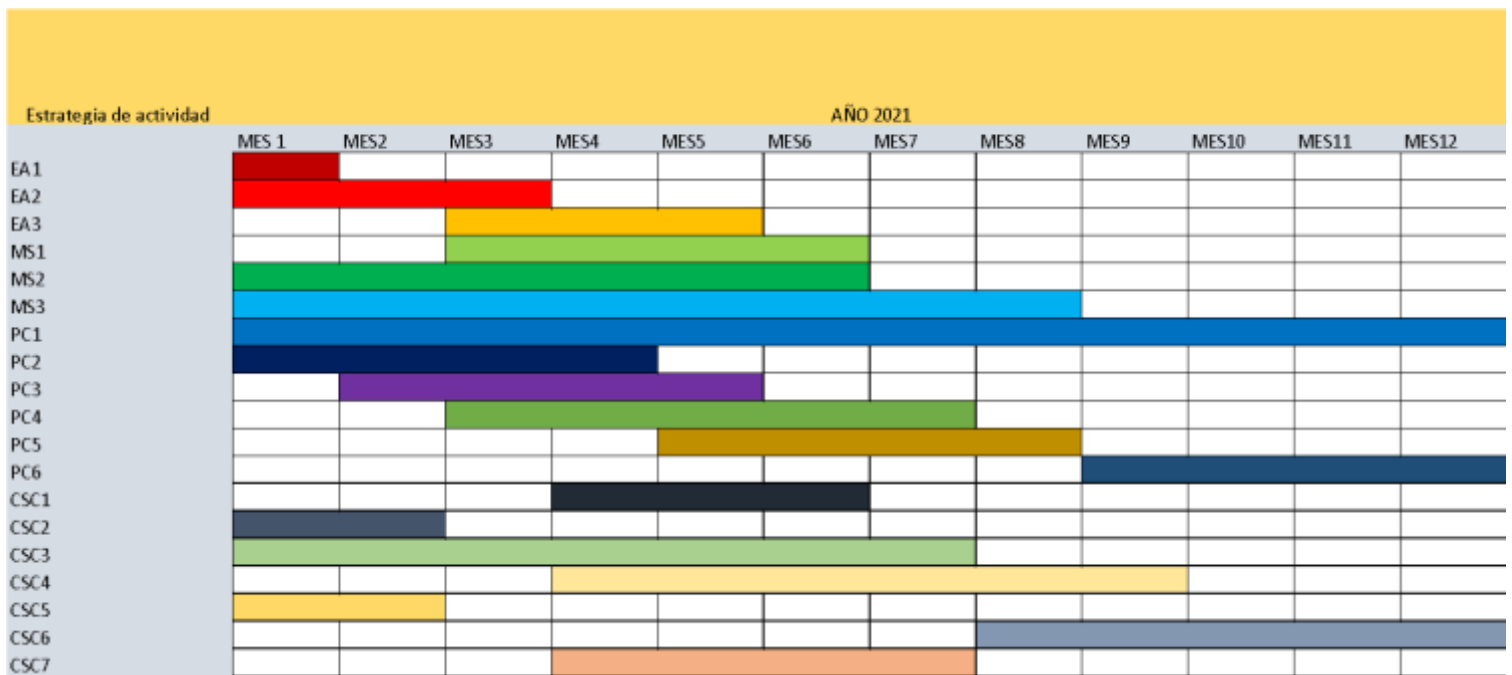 Estrategia de actividad AÑO 2021
MES 1 MES2 MES3 MES4 MES5 MES6 MES7 MES8 MES9 MES10 MES11 MES12
EA1
EA2
EA3
MS1
MS2
MS3
PC1
PC2
PC3
PC4
PC5
PC6
CSC1
CSC2
CSC3
CSC4
CSC5
CSC6
CSC7